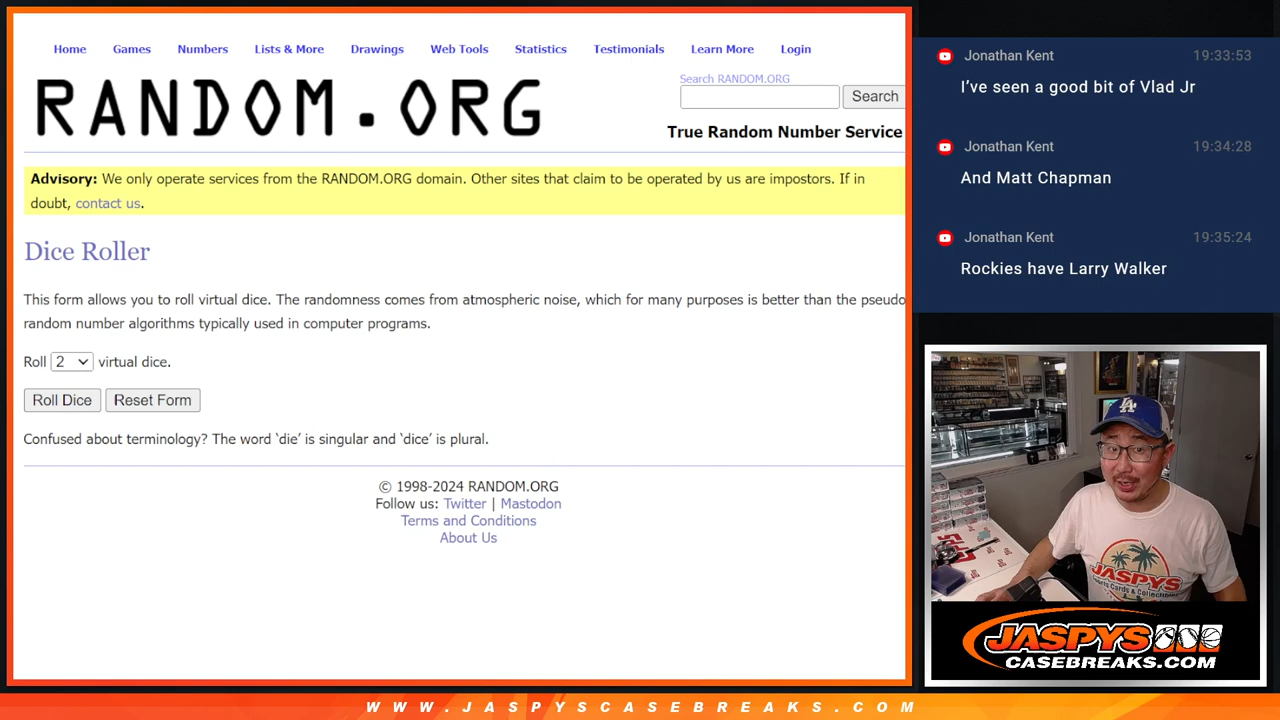 Home Games Numbers Lists & More Drawings Web Tools Statistics Testimonials Learn More Login
RANDOM.ORG
Search RANDOM.ORG
Search
True Random Number Service
Advisory: We only operate services from the RANDOM.ORG domain. Other sites that claim to be operated by us are impostors. If in
doubt, contact us.
Dice Roller
This form allows you to roll virtual dice. The randomness comes from atmospheric noise, which for many purposes is better than the pseudo
random number algorithms typically used in computer programs.
Roll 2 virtual dice.
Roll Dice Reset Form
Confused about terminology? The word ‘die’ is singular and ‘dice’ is plural.
© 1998-2024 RANDOM.ORG
Follow us: Twitter | Mastodon
Terms and Conditions
About Us
Jonathan Kent 19:33:53
I’ve seen a good bit of Vlad Jr
Jonathan Kent 19:34:28
And Matt Chapman
Jonathan Kent 19:35:24
Rockies have Larry Walker
LA
JASPYS
JASPYS
CASEBREAKS.COM
WWW.JASPYSCASEBREAKS.COM